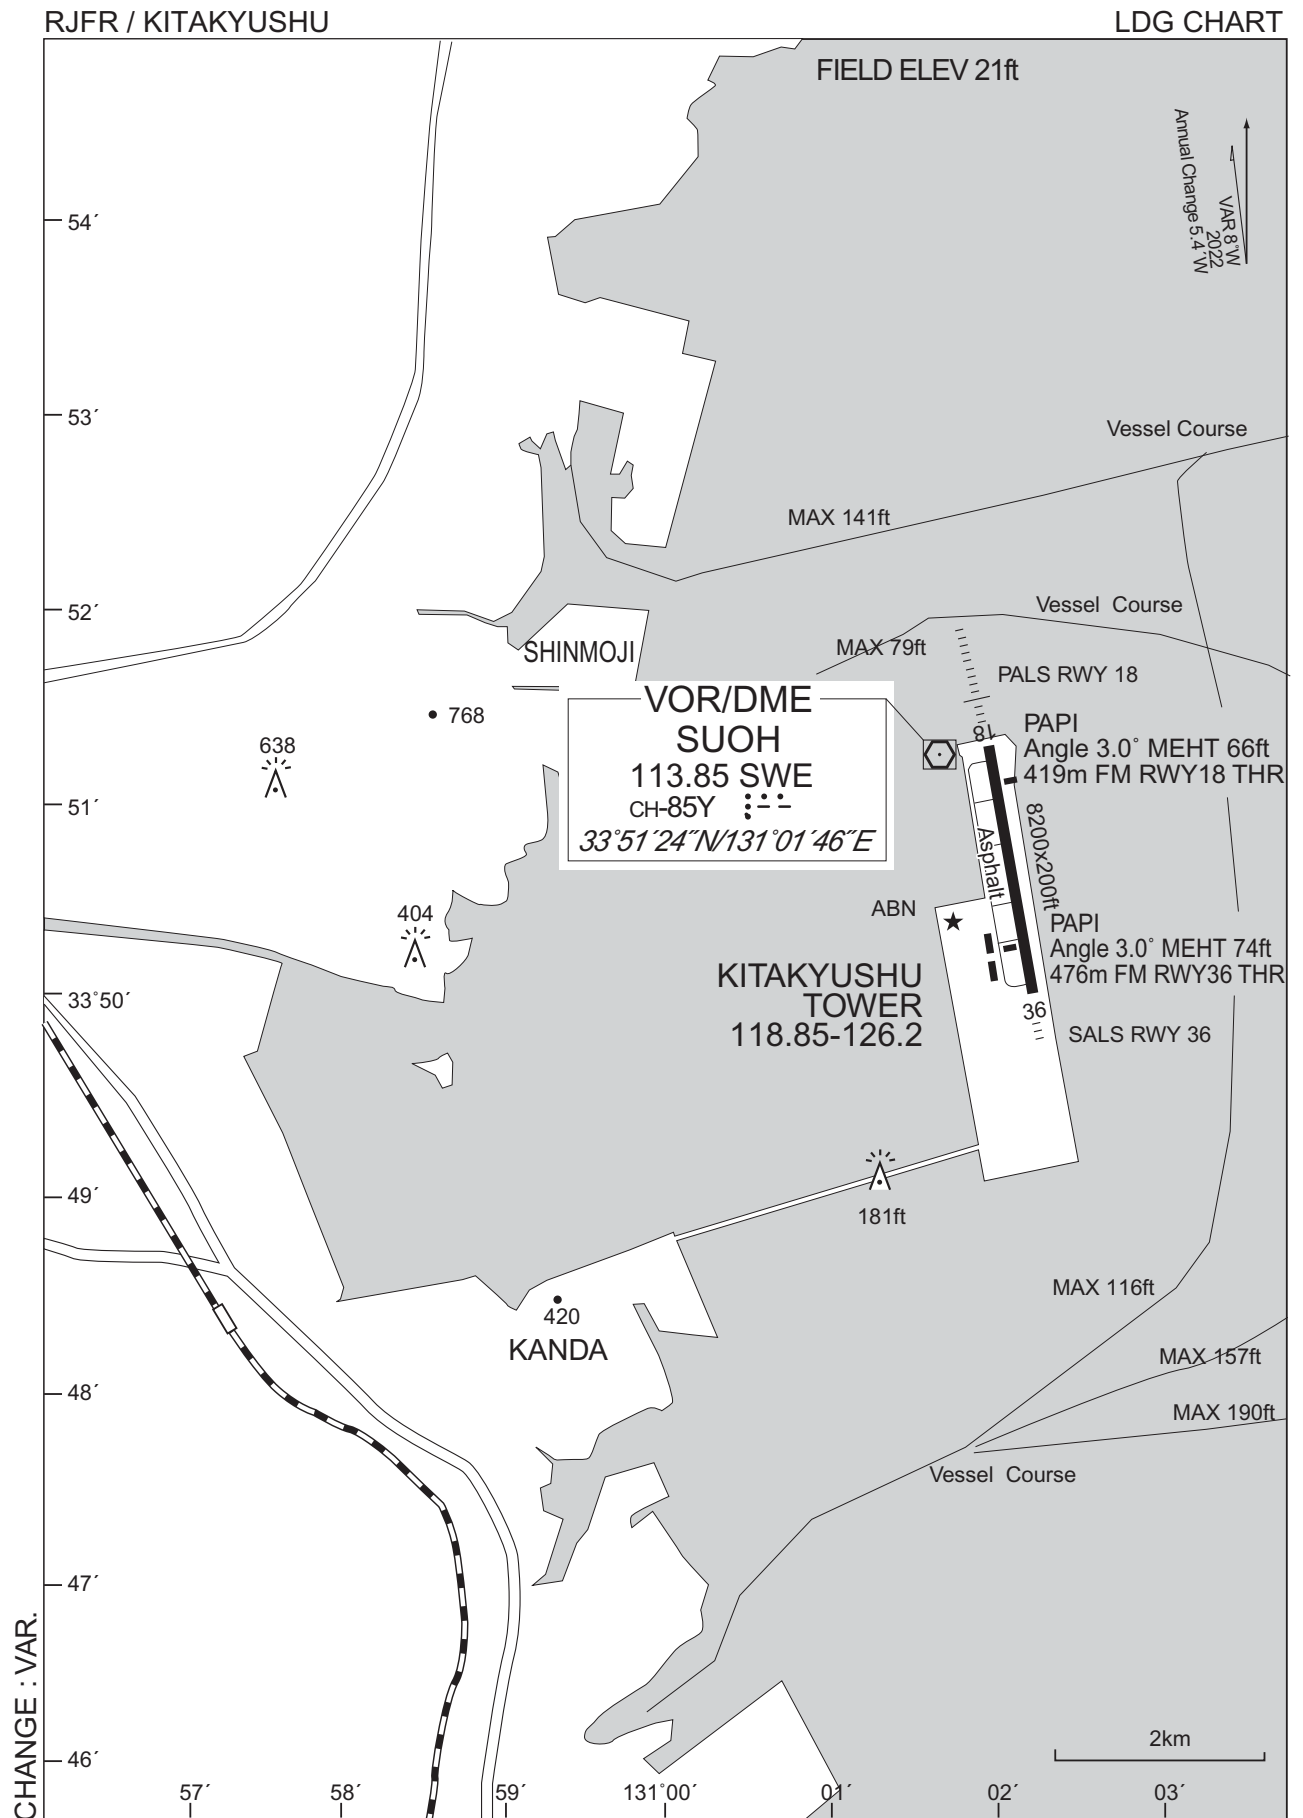 RJFR / KITAKYUSHU
LDG CHART
FIELD ELEV 21ft
VAR 8°W
2022
Annual Change 5.4´W
54´
53´
Vessel Course
MAX 141ft
52´
Vessel Course
SHINMOJI
MAX 79ft
PALS RWY 18
768
638
VOR/DME
SUOH
113.85 SWE
CH-85Y
33°51´24˝N/131°01´46˝E
18
PAPI
Angle 3.0° MEHT 66ft
419m FM RWY18 THR
51´
8200x200ft
Asphalt
404
ABN
PAPI
Angle 3.0° MEHT 74ft
476m FM RWY36 THR
KITAKYUSHU
TOWER
118.85-126.2
33°50´
36
SALS RWY 36
49´
181ft
MAX 116ft
420
KANDA
MAX 157ft
48´
MAX 190ft
Vessel Course
47´
CHANGE : VAR.
2km
46´
57´
58´
59´
131°00´
01´
02´
03´